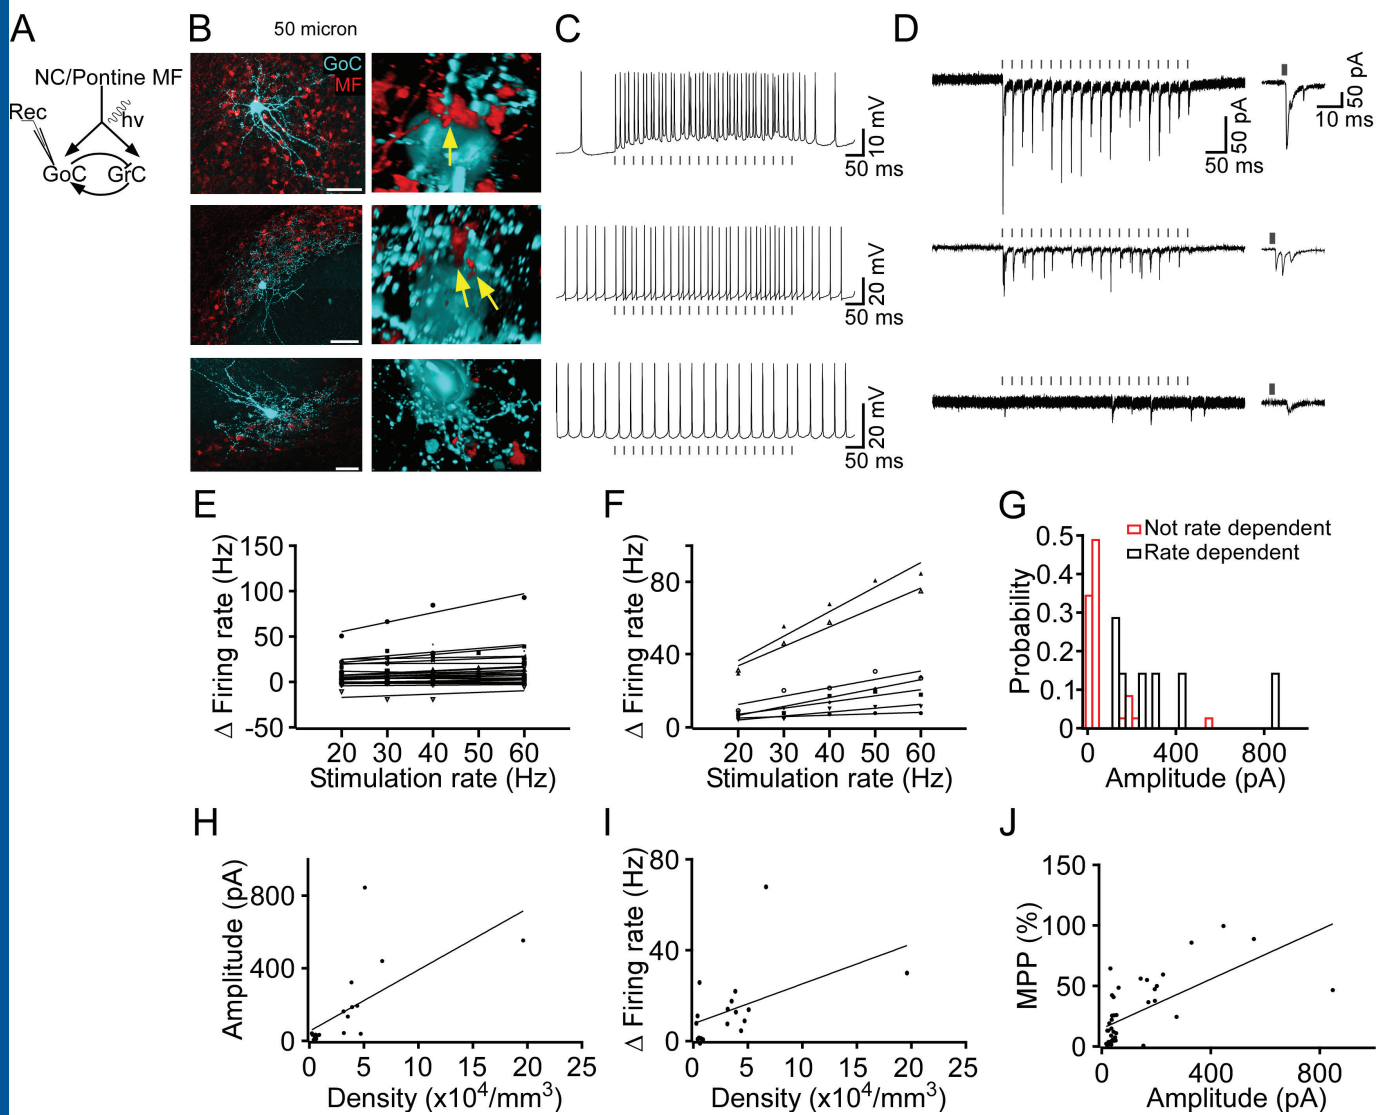 A
NC/Pontine MF
Rec
hv
GoC
GrC
B
50 micron
GoC
MF
C
10 mV
50 ms
20 mV
50 ms
20 mV
50 ms
D
50 pA
50 ms
50 pA
10 ms
E
Δ Firing rate (Hz)
150
100
50
0
-50
20 30 40 50 60
Stimulation rate (Hz)
F
Δ Firing rate (Hz)
80
40
0
20 30 40 50 60
Stimulation rate (Hz)
G
Not rate dependent
Rate dependent
Probability
0.5
0.4
0.3
0.2
0.1
0
0 400 800
Amplitude (pA)
H
Amplitude (pA)
800
400
0
0 5 10 15 20 25
Density (x10⁴/mm³)
I
Δ Firing rate (Hz)
80
40
0
0 5 10 15 20 25
Density (x10⁴/mm³)
J
MPP (%)
150
100
50
0
0 400 800
Amplitude (pA)